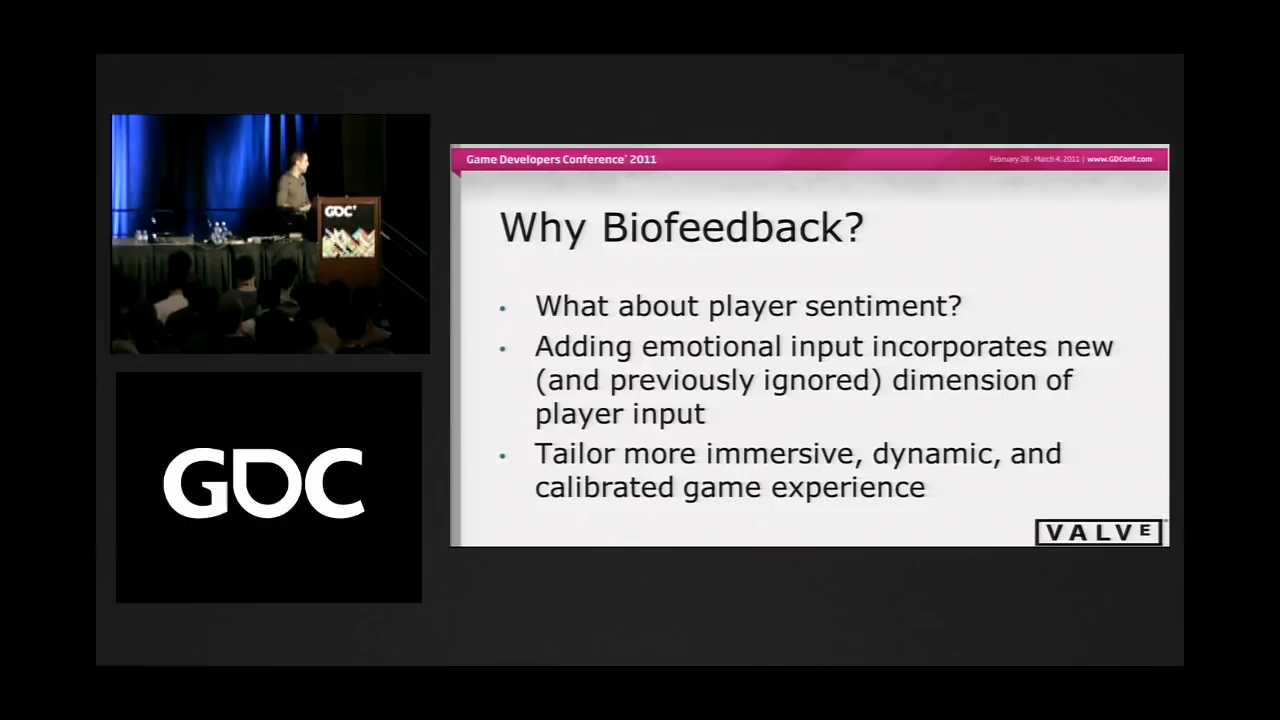 GDC
GDC
Game Developers Conference® 2011
February 28 - March 4, 2011 | www.GDConf.com
Why Biofeedback?
• What about player sentiment?
• Adding emotional input incorporates new
(and previously ignored) dimension of
player input
• Tailor more immersive, dynamic, and
calibrated game experience
VALVE